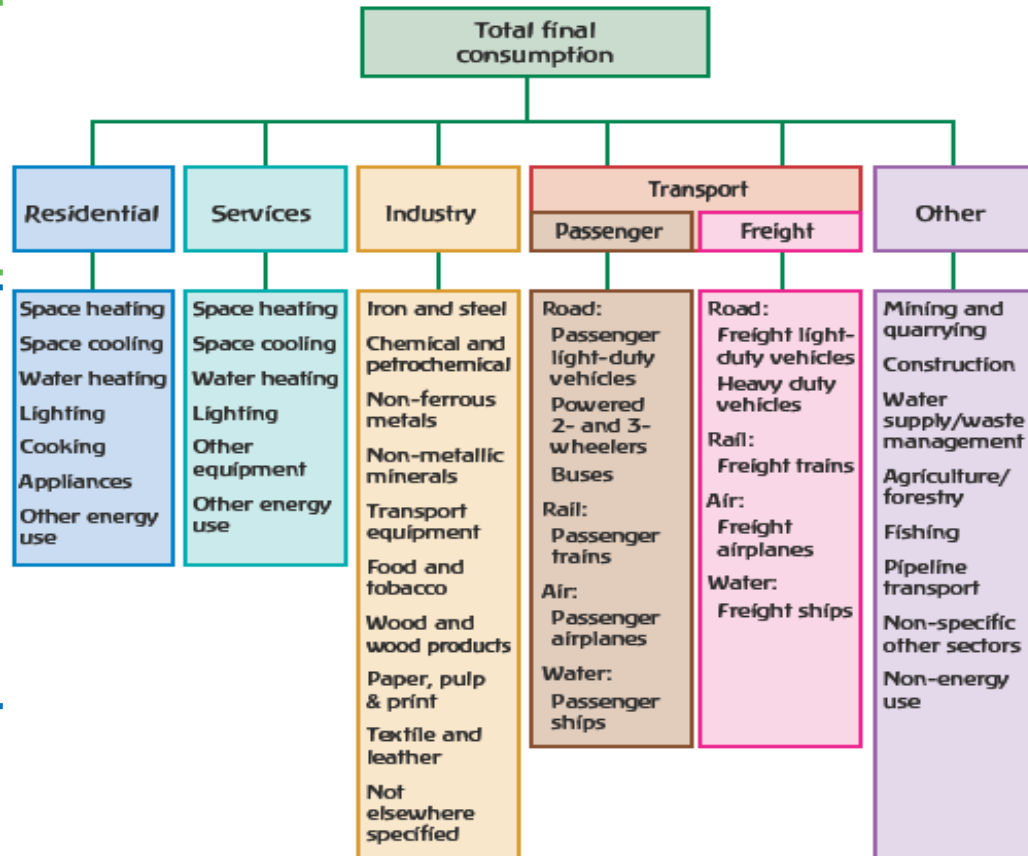 Total final
consumption
Residential
Services
Industry
Transport
Passenger
Freight
Other
Space heating
Space cooling
Water heating
Lighting
Cooking
Appliances
Other energy
use
Space heating
Space cooling
Water heating
Lighting
Other
equipment
Other energy
use
Iron and steel
Chemical and
petrochemical
Non-ferrous
metals
Non-metallic
minerals
Transport
equipment
Food and
tobacco
Wood and
wood products
Paper, pulp
& print
Textile and
leather
Not
elsewhere
specified
Road:
Passenger
light-duty
vehicles
Powered
2- and 3-
wheelers
Buses
Rail:
Passenger
trains
Air:
Passenger
airplanes
Water:
Passenger
ships
Road:
Freight light-
duty vehicles
Heavy duty
vehicles
Rail:
Freight trains
Air:
Freight
airplanes
Water:
Freight ships
Mining and
quarrying
Construction
Water
supply/waste
management
Agriculture/
forestry
Fishing
Pipeline
transport
Non-specific
other sectors
Non-energy
use